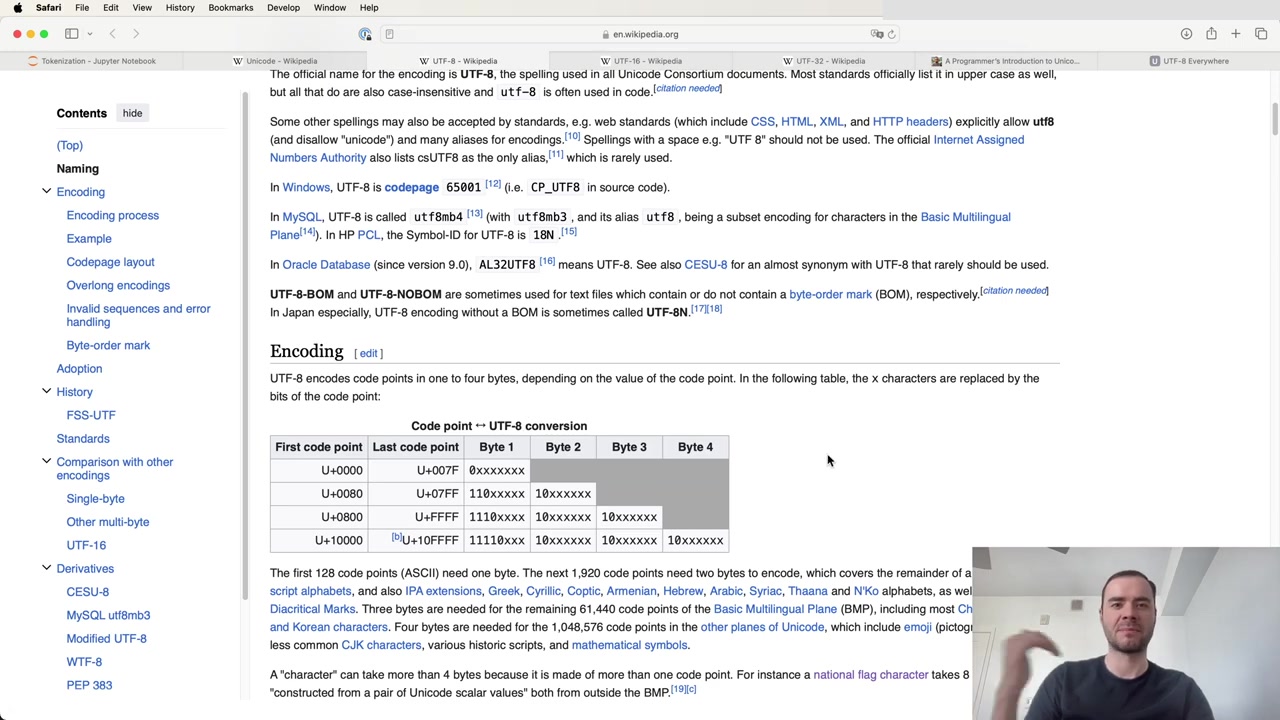 Safari File Edit View History Bookmarks Develop Window Help
en.wikipedia.org
Tokenization - Jupyter Notebook
Unicode - Wikipedia
UTF-8 - Wikipedia
UTF-16 - Wikipedia
UTF-32 - Wikipedia
A Programmer's Introduction to Unico...
UTF-8 Everywhere
Contents hide
(Top)
Naming
Encoding
Encoding process
Example
Codepage layout
Overlong encodings
Invalid sequences and error
handling
Byte-order mark
Adoption
History
FSS-UTF
Standards
Comparison with other
encodings
Single-byte
Other multi-byte
UTF-16
Derivatives
CESU-8
MySQL utf8mb3
Modified UTF-8
WTF-8
PEP 383
The official name for the encoding is UTF-8, the spelling used in all Unicode Consortium documents. Most standards officially list it in upper case as well,
but all that do are also case-insensitive and utf-8 is often used in code.[citation needed]
Some other spellings may also be accepted by standards, e.g. web standards (which include CSS, HTML, XML, and HTTP headers) explicitly allow utf8
(and disallow "unicode") and many aliases for encodings.[10] Spellings with a space e.g. "UTF 8" should not be used. The official Internet Assigned
Numbers Authority also lists csUTF8 as the only alias,[11] which is rarely used.
In Windows, UTF-8 is codepage 65001 [12] (i.e. CP_UTF8 in source code).
In MySQL, UTF-8 is called utf8mb4 [13] (with utf8mb3 , and its alias utf8 , being a subset encoding for characters in the Basic Multilingual
Plane[14]). In HP PCL, the Symbol-ID for UTF-8 is 18N .[15]
In Oracle Database (since version 9.0), AL32UTF8 [16] means UTF-8. See also CESU-8 for an almost synonym with UTF-8 that rarely should be used.
UTF-8-BOM and UTF-8-NOBOM are sometimes used for text files which contain or do not contain a byte-order mark (BOM), respectively.[citation needed]
In Japan especially, UTF-8 encoding without a BOM is sometimes called UTF-8N.[17][18]
Encoding [ edit ]
UTF-8 encodes code points in one to four bytes, depending on the value of the code point. In the following table, the x characters are replaced by the
bits of the code point:
Code point ↔ UTF-8 conversion
First code point Last code point Byte 1 Byte 2 Byte 3 Byte 4
U+0000 U+007F 0xxxxxxx
U+0080 U+07FF 110xxxxx 10xxxxxx
U+0800 U+FFFF 1110xxxx 10xxxxxx 10xxxxxx
U+10000 [b]U+10FFFF 11110xxx 10xxxxxx 10xxxxxx 10xxxxxx
The first 128 code points (ASCII) need one byte. The next 1,920 code points need two bytes to encode, which covers the remainder of a
script alphabets, and also IPA extensions, Greek, Cyrillic, Coptic, Armenian, Hebrew, Arabic, Syriac, Thaana and N'Ko alphabets, as wel
Diacritical Marks. Three bytes are needed for the remaining 61,440 code points of the Basic Multilingual Plane (BMP), including most Ch
and Korean characters. Four bytes are needed for the 1,048,576 code points in the other planes of Unicode, which include emoji (pictog
less common CJK characters, various historic scripts, and mathematical symbols.
A "character" can take more than 4 bytes because it is made of more than one code point. For instance a national flag character takes 8
"constructed from a pair of Unicode scalar values" both from outside the BMP.[19][c]